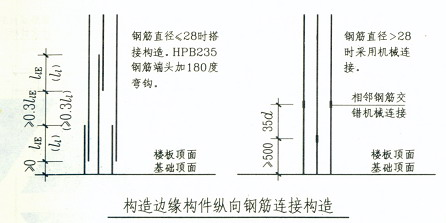 钢筋直径≤28时搭
接构造. HPB235
钢筋端头加180度
弯钩.
l_lE
(l_l)
≥0.3l_lE
(≥0.3l_l)
l_lE
(l_l)
≥0
楼板顶面
基础顶面
钢筋直径>28
时采用机械连
接.
相邻钢筋交
错机械连接
35d
≥500
楼板顶面
基础顶面
构造边缘构件纵向钢筋连接构造